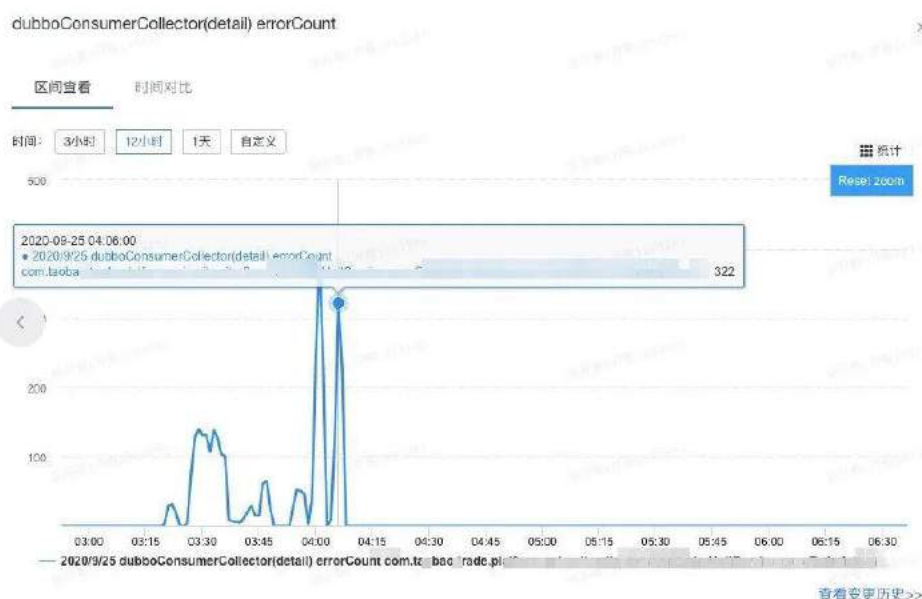 dubboConsumerCollector(detail) errorCount
区间查看 时间对比
时间: 3小时 12小时 1天 自定义
统计
Reset zoom
500
2020-09-25 04:06:00
2020/9/25 dubboConsumerCollector(detail) errorCount
com.taoba 322
200
100
03:00 03:15 03:30 03:45 04:00 04:15 04:30 04:45 05:00 05:15 05:30 05:45 06:00 06:15 06:30
2020/9/25 dubboConsumerCollector(detail) errorCount
查看变更历史>>